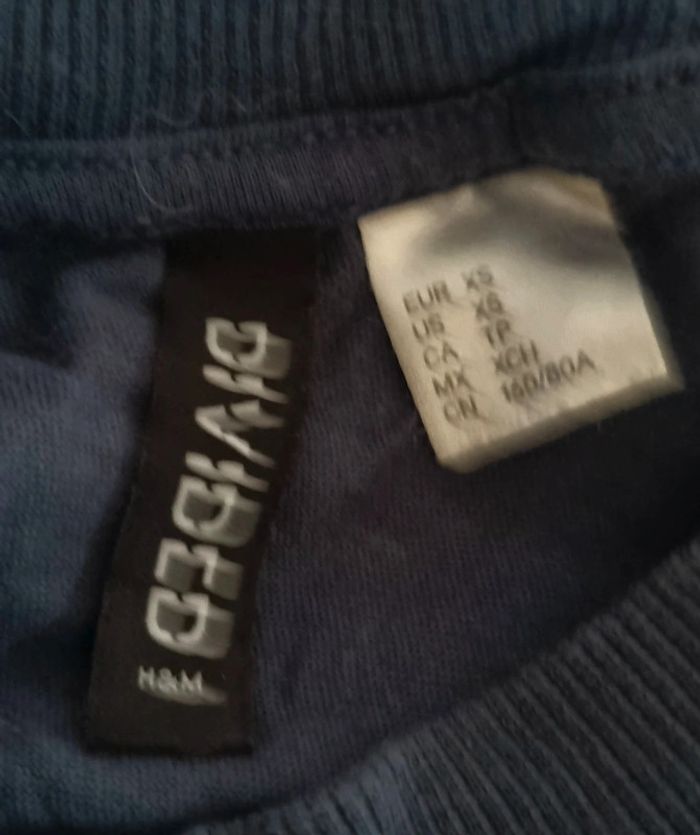 DIVIDED
H&M
EUR XS
US XS
CA TP
MX XCH
CN 160/80A